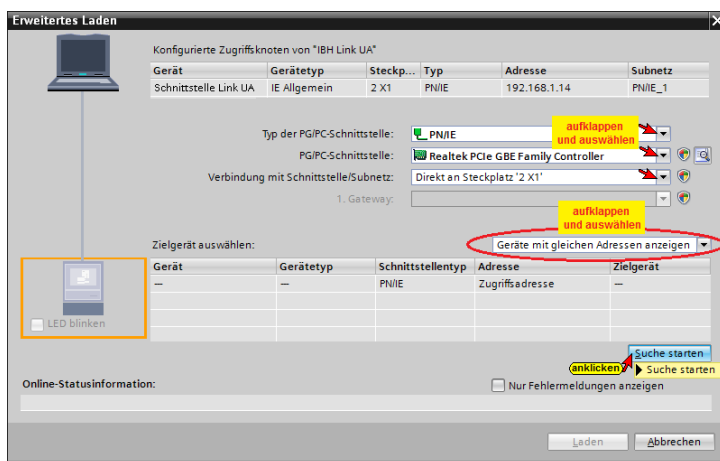 Erweitertes Laden
Konfigurierte Zugriffsknoten von "IBH Link UA"
Gerät Gerätetyp Steckp... Typ Adresse Subnetz
Schnittstelle Link UA IE Allgemein 2 X1 PN/IE 192.168.1.14 PN/IE_1
aufklappen
und auswählen
Typ der PG/PC-Schnittstelle: PN/IE
PG/PC-Schnittstelle: Realtek PCIe GBE Family Controller
Verbindung mit Schnittstelle/Subnetz: Direkt an Steckplatz '2 X1'
1. Gateway:
aufklappen
und auswählen
Zielgerät auswählen: Geräte mit gleichen Adressen anzeigen
Gerät Gerätetyp Schnittstellentyp Adresse Zielgerät
— — PN/IE Zugriffsadresse —
LED blinken
Suche starten
anklicken Suche starten
Online-Statusinformation: Nur Fehlermeldungen anzeigen
Laden Abbrechen